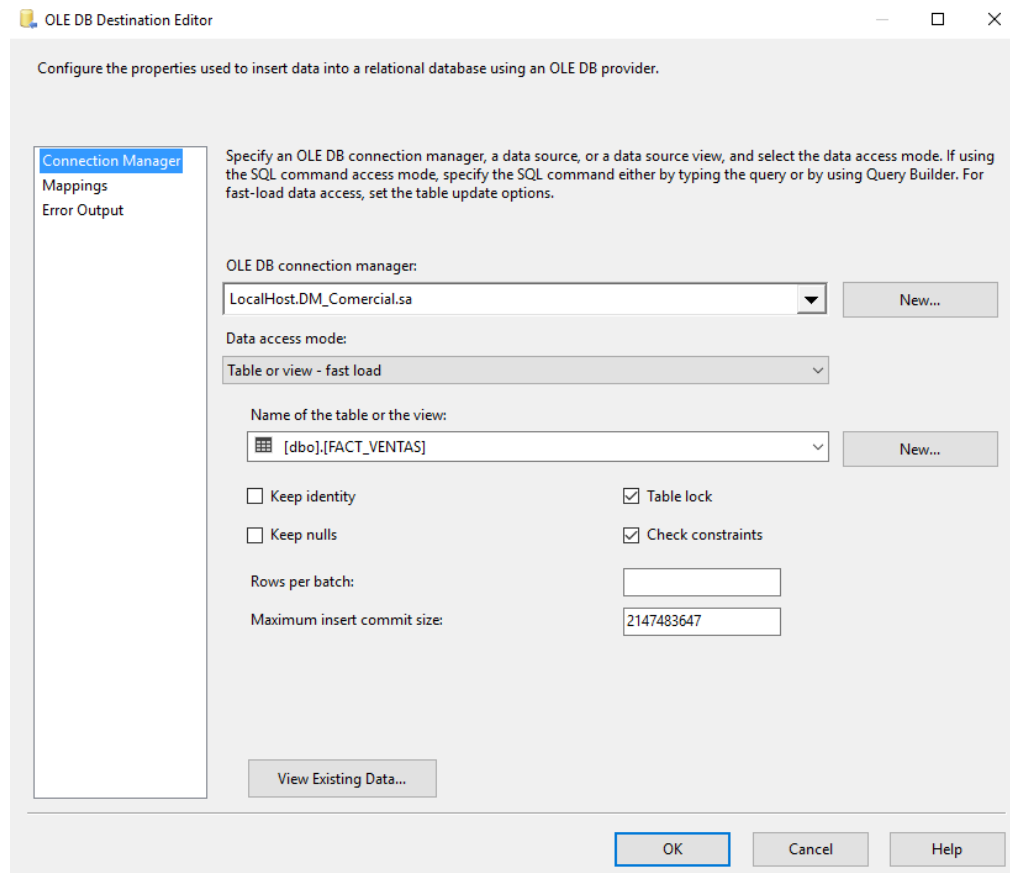 OLE DB Destination Editor
Configure the properties used to insert data into a relational database using an OLE DB provider.
Connection Manager
Mappings
Error Output
Specify an OLE DB connection manager, a data source, or a data source view, and select the data access mode. If using
the SQL command access mode, specify the SQL command either by typing the query or by using Query Builder. For
fast-load data access, set the table update options.
OLE DB connection manager:
LocalHost.DM_Comercial.sa
New...
Data access mode:
Table or view - fast load
Name of the table or the view:
[dbo].[FACT_VENTAS]
New...
Keep identity
Table lock
Keep nulls
Check constraints
Rows per batch:
Maximum insert commit size:
2147483647
View Existing Data...
OK
Cancel
Help